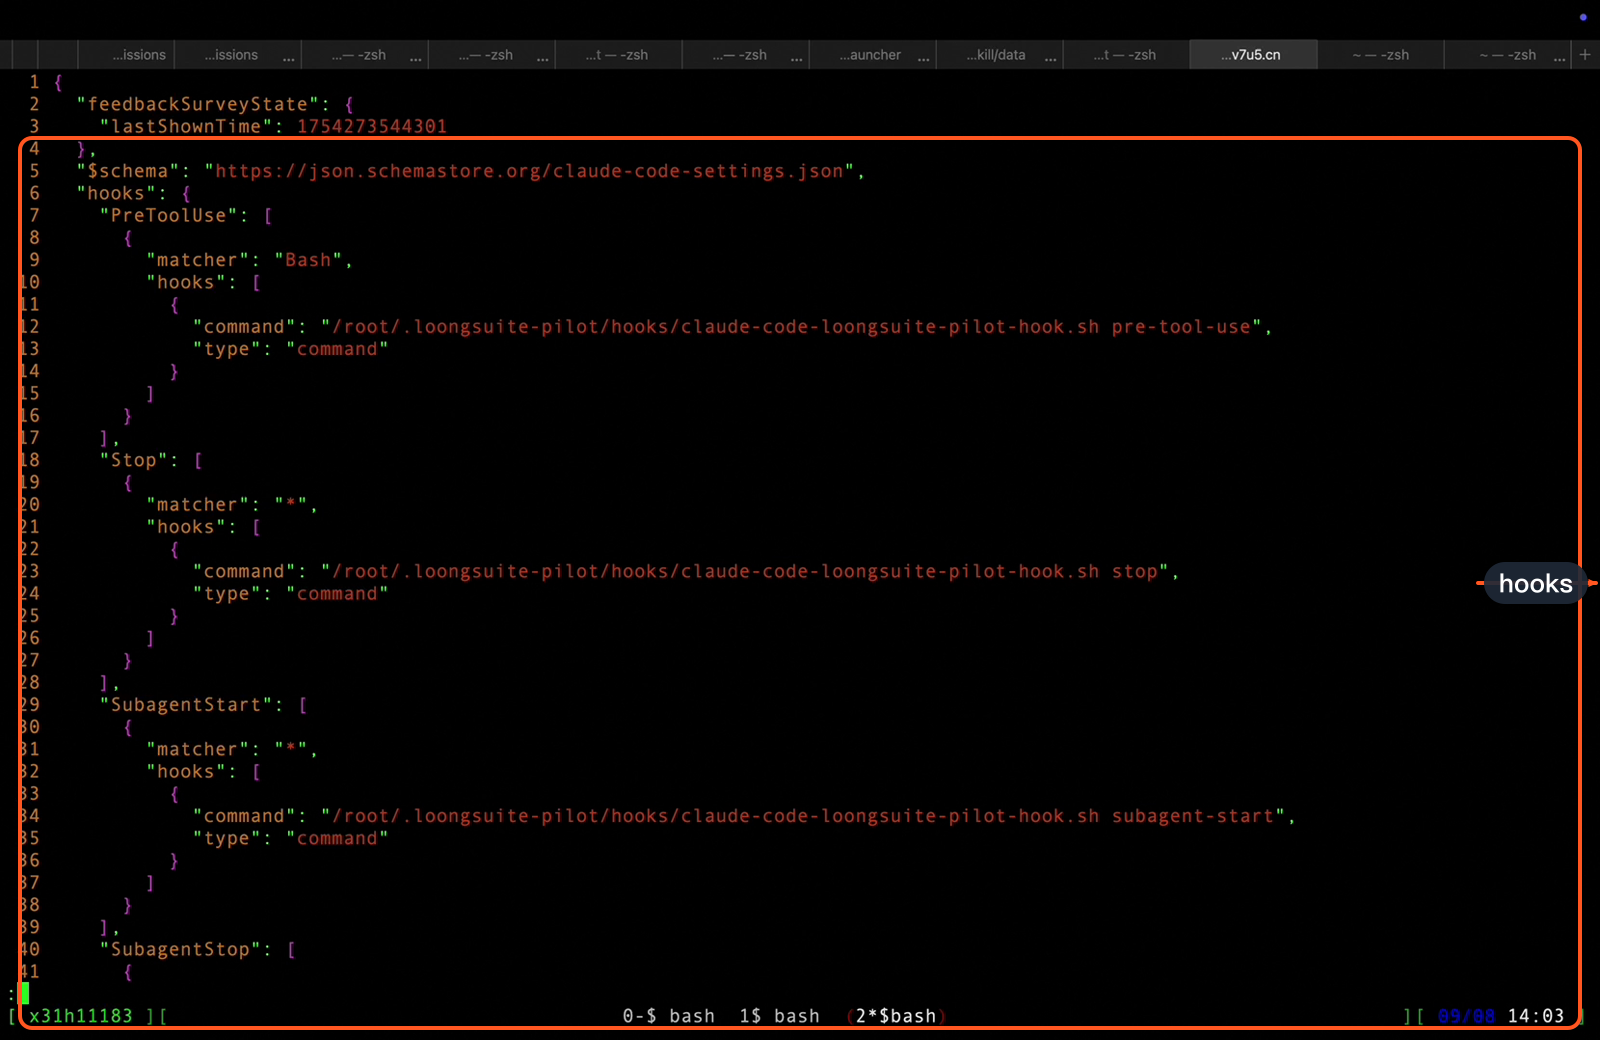 ...issions ...issions ... ...— -zsh ... ...— -zsh ... ...t — -zsh ...— -zsh ... ...auncher ... ...kill/data ... ...t — -zsh ...v7u5.cn ~ — -zsh ~ — -zsh ... +
1 {
2 "feedbackSurveyState": {
3 "lastShownTime": 1754273544301
4 },
5 "$schema": "https://json.schemastore.org/claude-code-settings.json",
6 "hooks": {
7 "PreToolUse": [
8 {
9 "matcher": "Bash",
10 "hooks": [
11 {
12 "command": "/root/.loongsuite-pilot/hooks/claude-code-loongsuite-pilot-hook.sh pre-tool-use",
13 "type": "command"
14 }
15 ]
16 }
17 ],
18 "Stop": [
19 {
20 "matcher": "*",
21 "hooks": [
22 {
23 "command": "/root/.loongsuite-pilot/hooks/claude-code-loongsuite-pilot-hook.sh stop",
24 "type": "command"
25 }
26 ]
27 }
28 ],
29 "SubagentStart": [
30 {
31 "matcher": "*",
32 "hooks": [
33 {
34 "command": "/root/.loongsuite-pilot/hooks/claude-code-loongsuite-pilot-hook.sh subagent-start",
35 "type": "command"
36 }
37 ]
38 }
39 ],
40 "SubagentStop": [
41 {
:
hooks
[ x31h11183 ][ 0-$ bash 1$ bash (2*$bash) ][ 09/08 14:03 ]